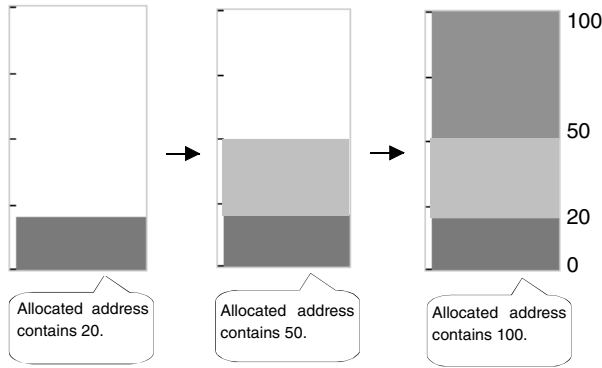 100
50
20
0
Allocated address
contains 20.
Allocated address
contains 50.
Allocated address
contains 100.